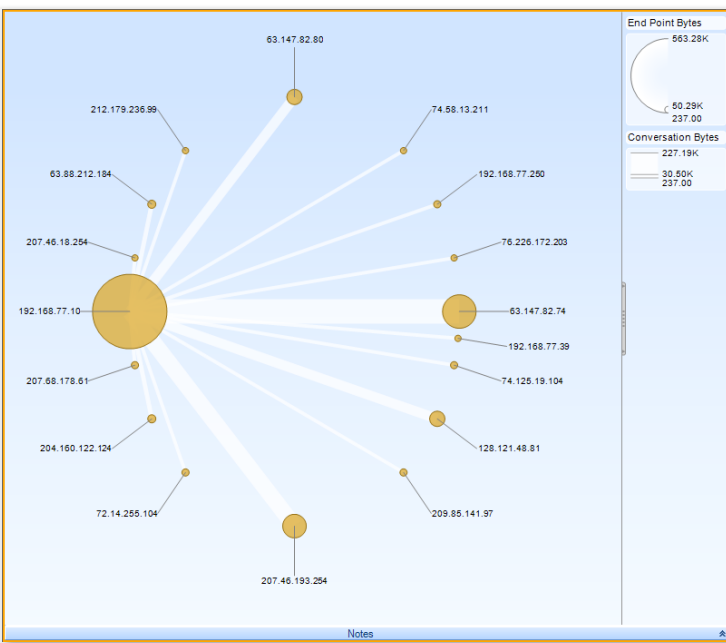 63.147.82.80
212.179.236.99
74.58.13.211
63.88.212.184
192.168.77.250
207.46.18.254
76.226.172.203
192.168.77.10
63.147.82.74
192.168.77.39
207.68.178.61
74.125.19.104
204.160.122.124
128.121.48.81
72.14.255.104
209.85.141.97
207.46.193.254
End Point Bytes
563.28K
50.29K
237.00
Conversation Bytes
227.19K
30.50K
237.00
Notes